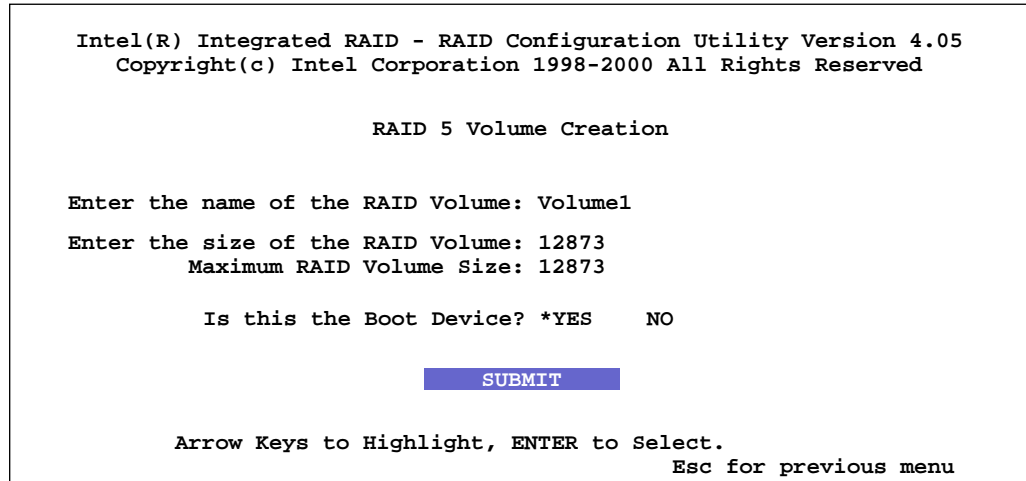 Intel(R) Integrated RAID - RAID Configuration Utility Version 4.05
Copyright(c) Intel Corporation 1998-2000 All Rights Reserved
RAID 5 Volume Creation
Enter the name of the RAID Volume: Volume1
Enter the size of the RAID Volume: 12873
Maximum RAID Volume Size: 12873
Is this the Boot Device? *YES NO
SUBMIT
Arrow Keys to Highlight, ENTER to Select.
Esc for previous menu